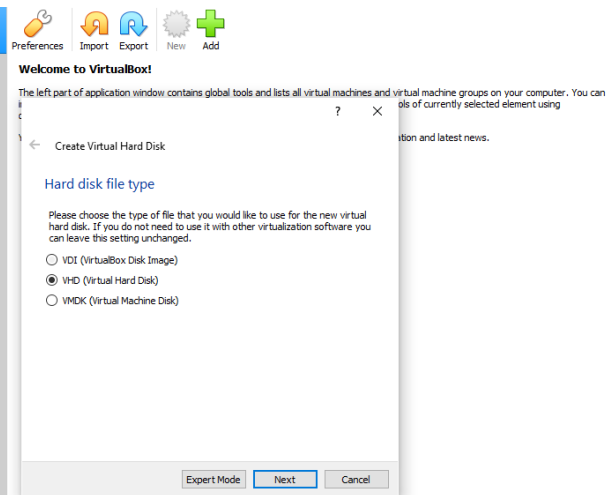 Preferences Import Export New Add
Welcome to VirtualBox!
The left part of application window contains global tools and lists all virtual machines and virtual machine groups on your computer. You can
ols of currently selected element using
ation and latest news.
? ×
← Create Virtual Hard Disk
Hard disk file type
Please choose the type of file that you would like to use for the new virtual
hard disk. If you do not need to use it with other virtualization software you
can leave this setting unchanged.
VDI (VirtualBox Disk Image)
VHD (Virtual Hard Disk)
VMDK (Virtual Machine Disk)
Expert Mode Next Cancel